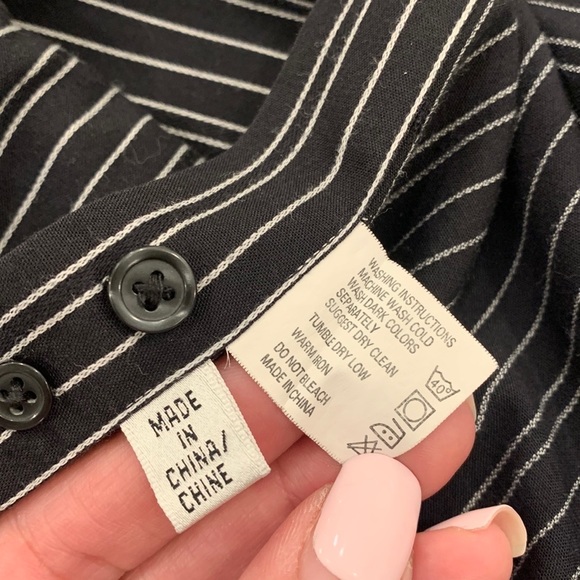 WASHING INSTRUCTIONS
MACHINE WASH COLD
WASH DARK COLORS
SEPARATELY
SUGGEST DRY CLEAN
TUMBLE DRY LOW
WARM IRON
DO NOT BLEACH
MADE IN CHINA
40°
MADE
IN
CHINA/
CHINE